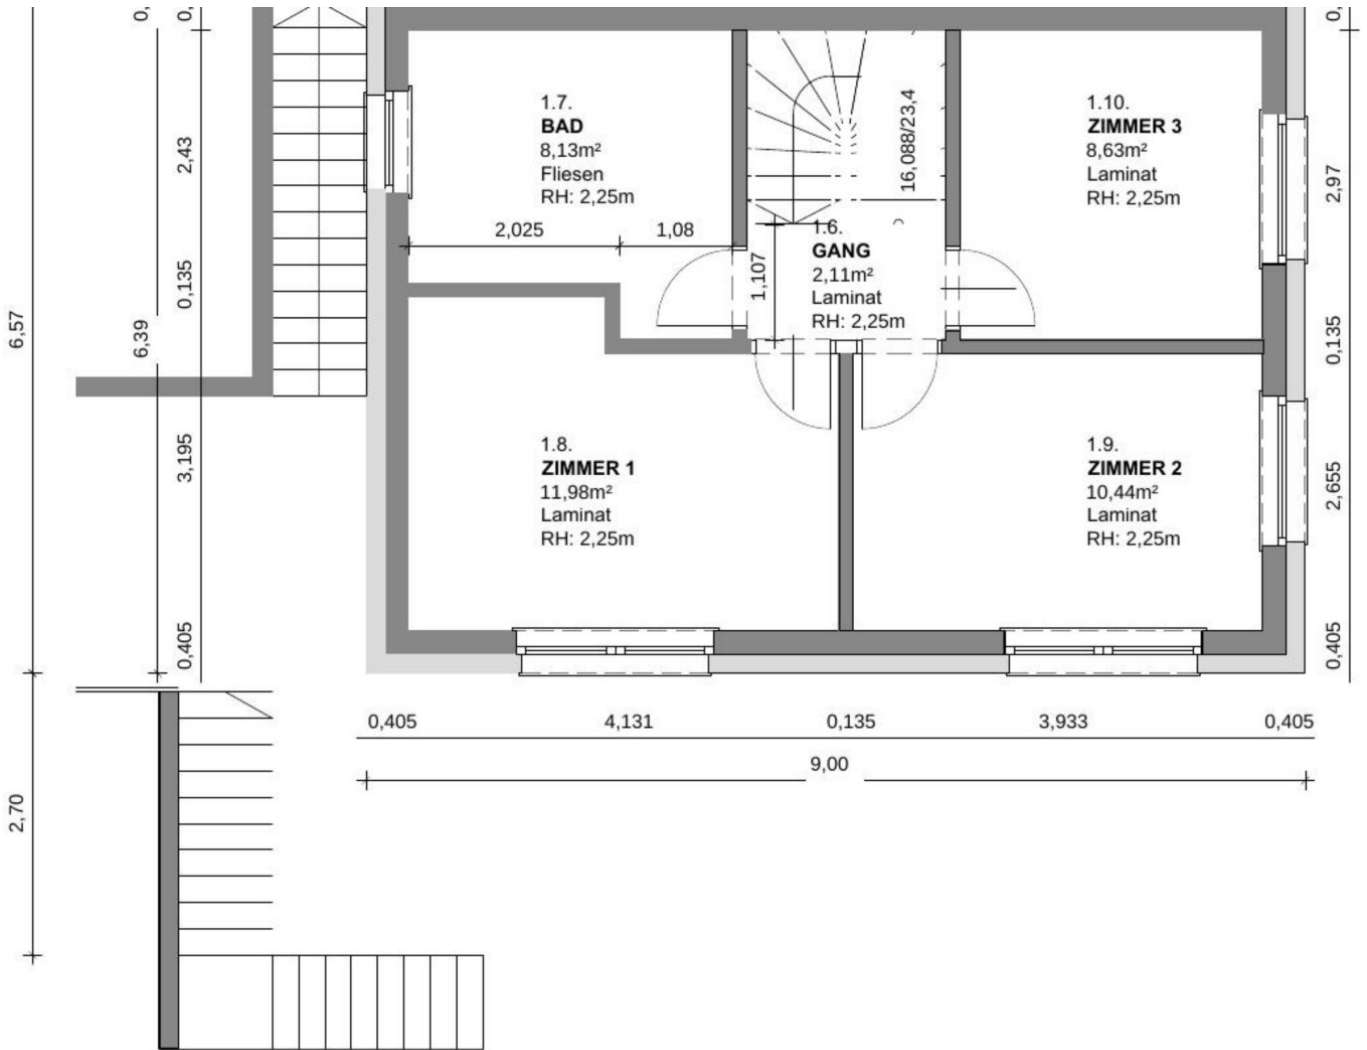 0,
0,
0,
1.7.
BAD
8,13m²
Fliesen
RH: 2,25m
16,088/23,4
1.10.
ZIMMER 3
8,63m²
Laminat
RH: 2,25m
2,43
2,97
2,025
1,08
1,107
1.6.
GANG
2,11m²
Laminat
RH: 2,25m
0,135
6,57
6,39
0,135
3,195
1.8.
ZIMMER 1
11,98m²
Laminat
RH: 2,25m
1.9.
ZIMMER 2
10,44m²
Laminat
RH: 2,25m
2,655
0,405
0,405
0,405
4,131
0,135
3,933
0,405
9,00
2,70